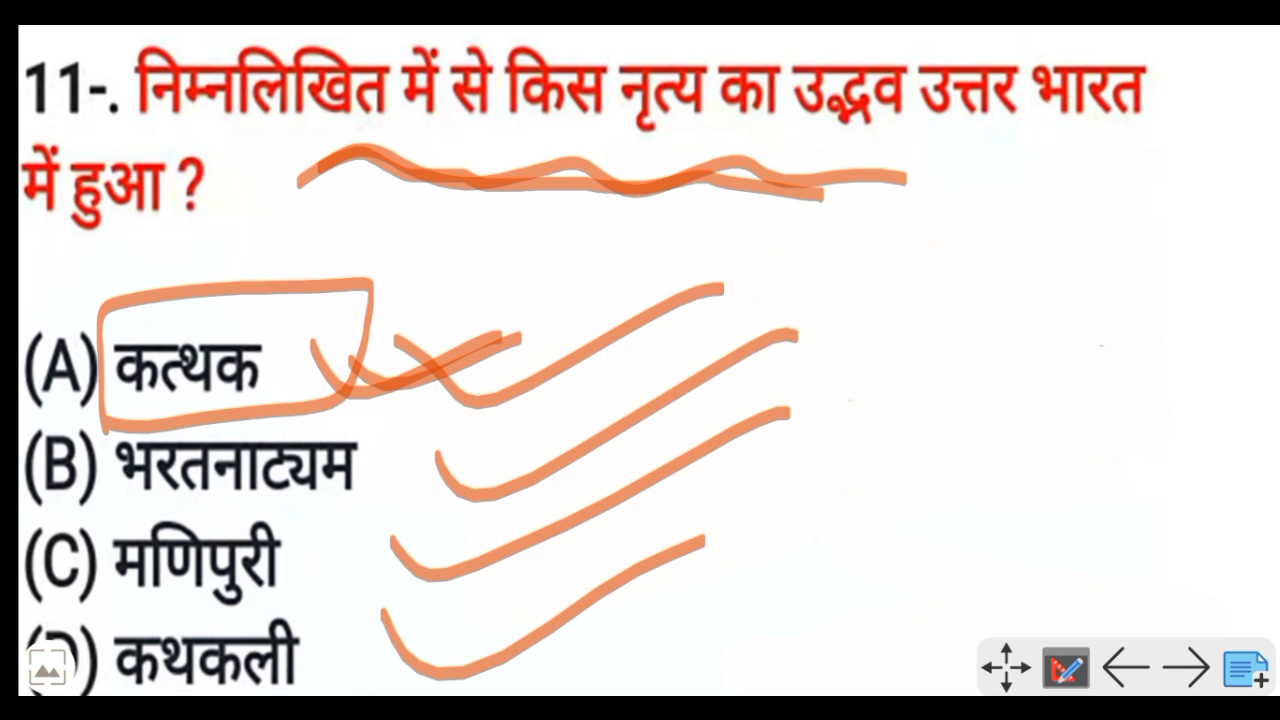 11-. निम्नलिखित में से किस नृत्य का उद्भव उत्तर भारत
में हुआ ?
(A) कत्थक
(B) भरतनाट्यम
(C) मणिपुरी
(D) कथकली